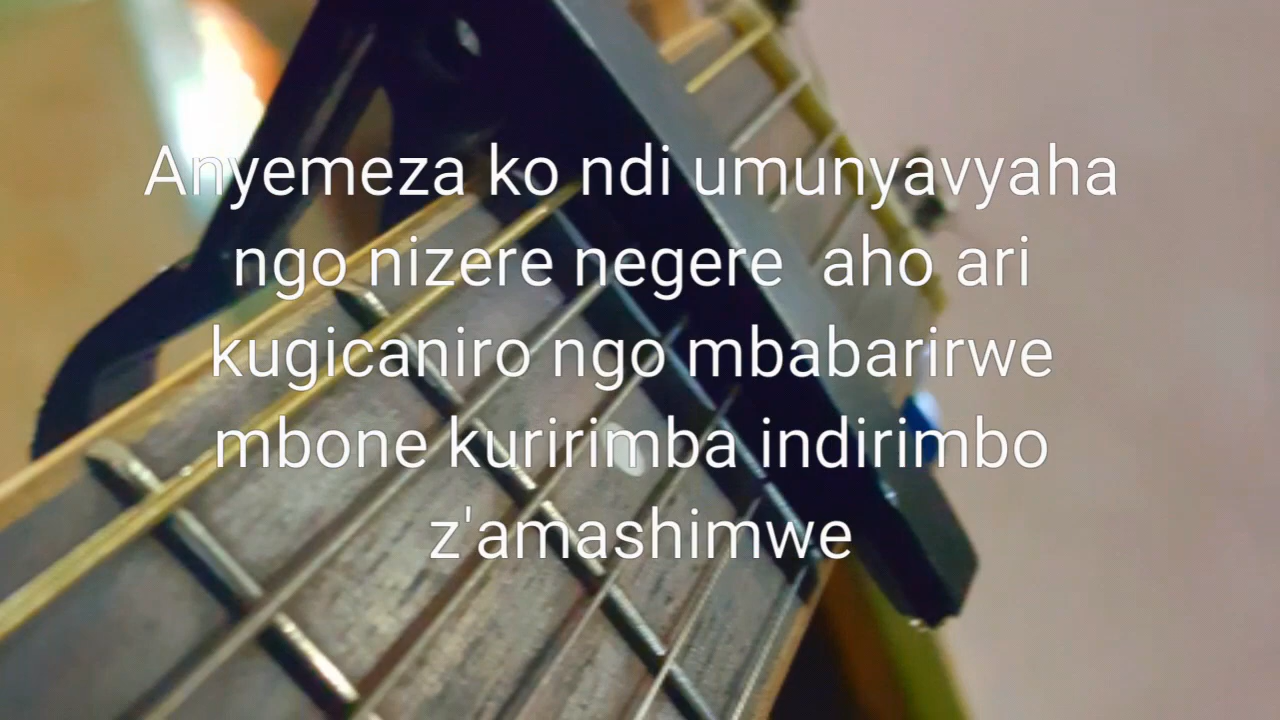 Anyemeza ko ndi umunyavyaha
ngo nizere negere  aho ari
kugicaniro ngo mbabarirwe
mbone kuririmba indirimbo
z'amashimwe